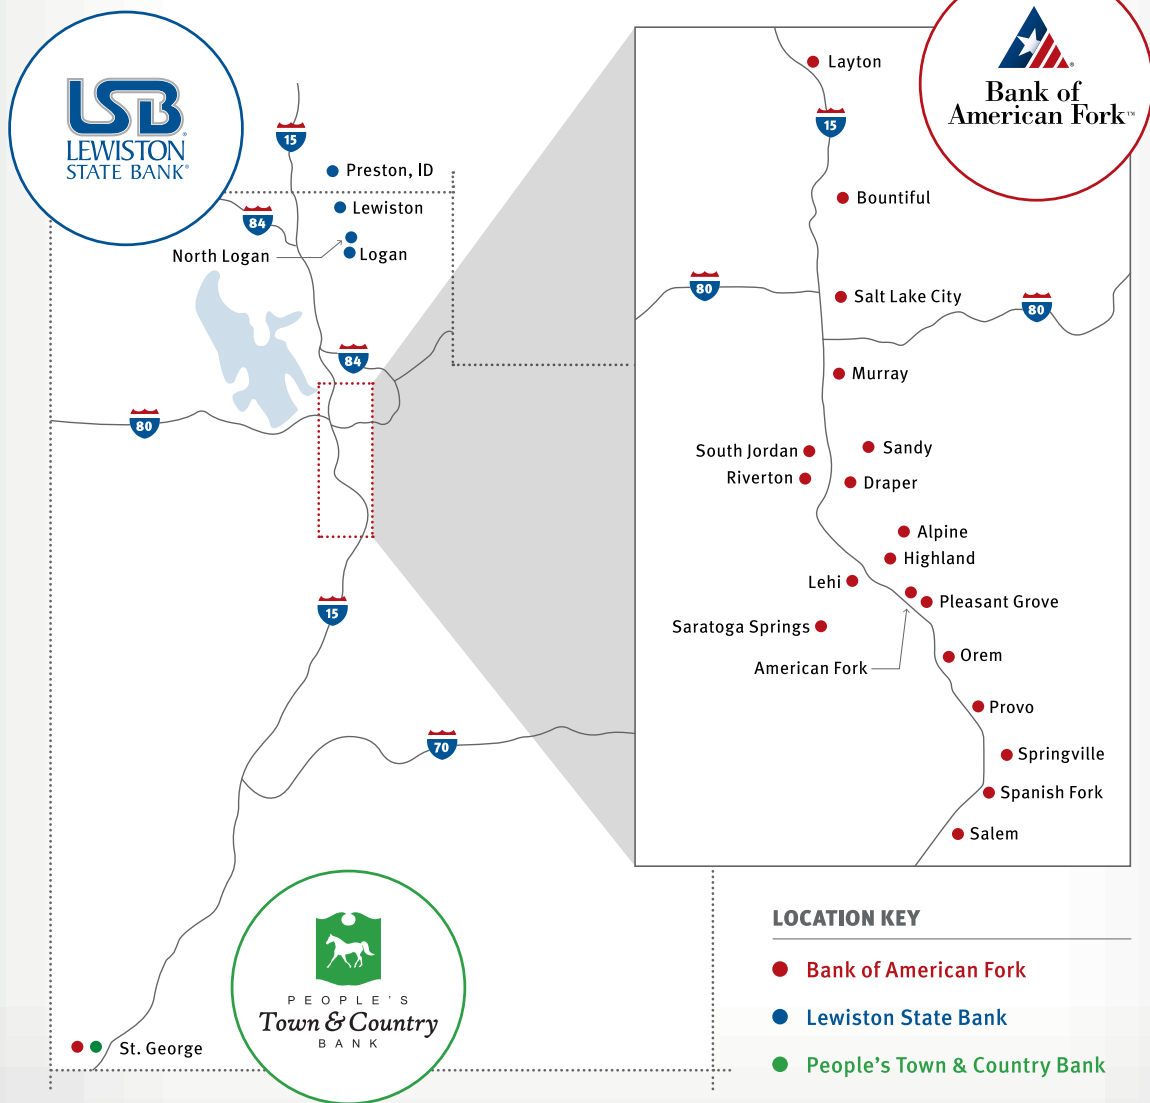 LSB
LEWISTON
STATE BANK®
15
Preston, ID
84
Lewiston
North Logan
Logan
84
80
15
70
St. George
PEOPLE'S
Town & Country
BANK
Bank of
American Fork™
Layton
15
Bountiful
80
Salt Lake City
80
Murray
South Jordan
Sandy
Riverton
Draper
Alpine
Highland
Lehi
Pleasant Grove
Saratoga Springs
American Fork
Orem
Provo
Springville
Spanish Fork
Salem
LOCATION KEY
Bank of American Fork
Lewiston State Bank
People's Town & Country Bank